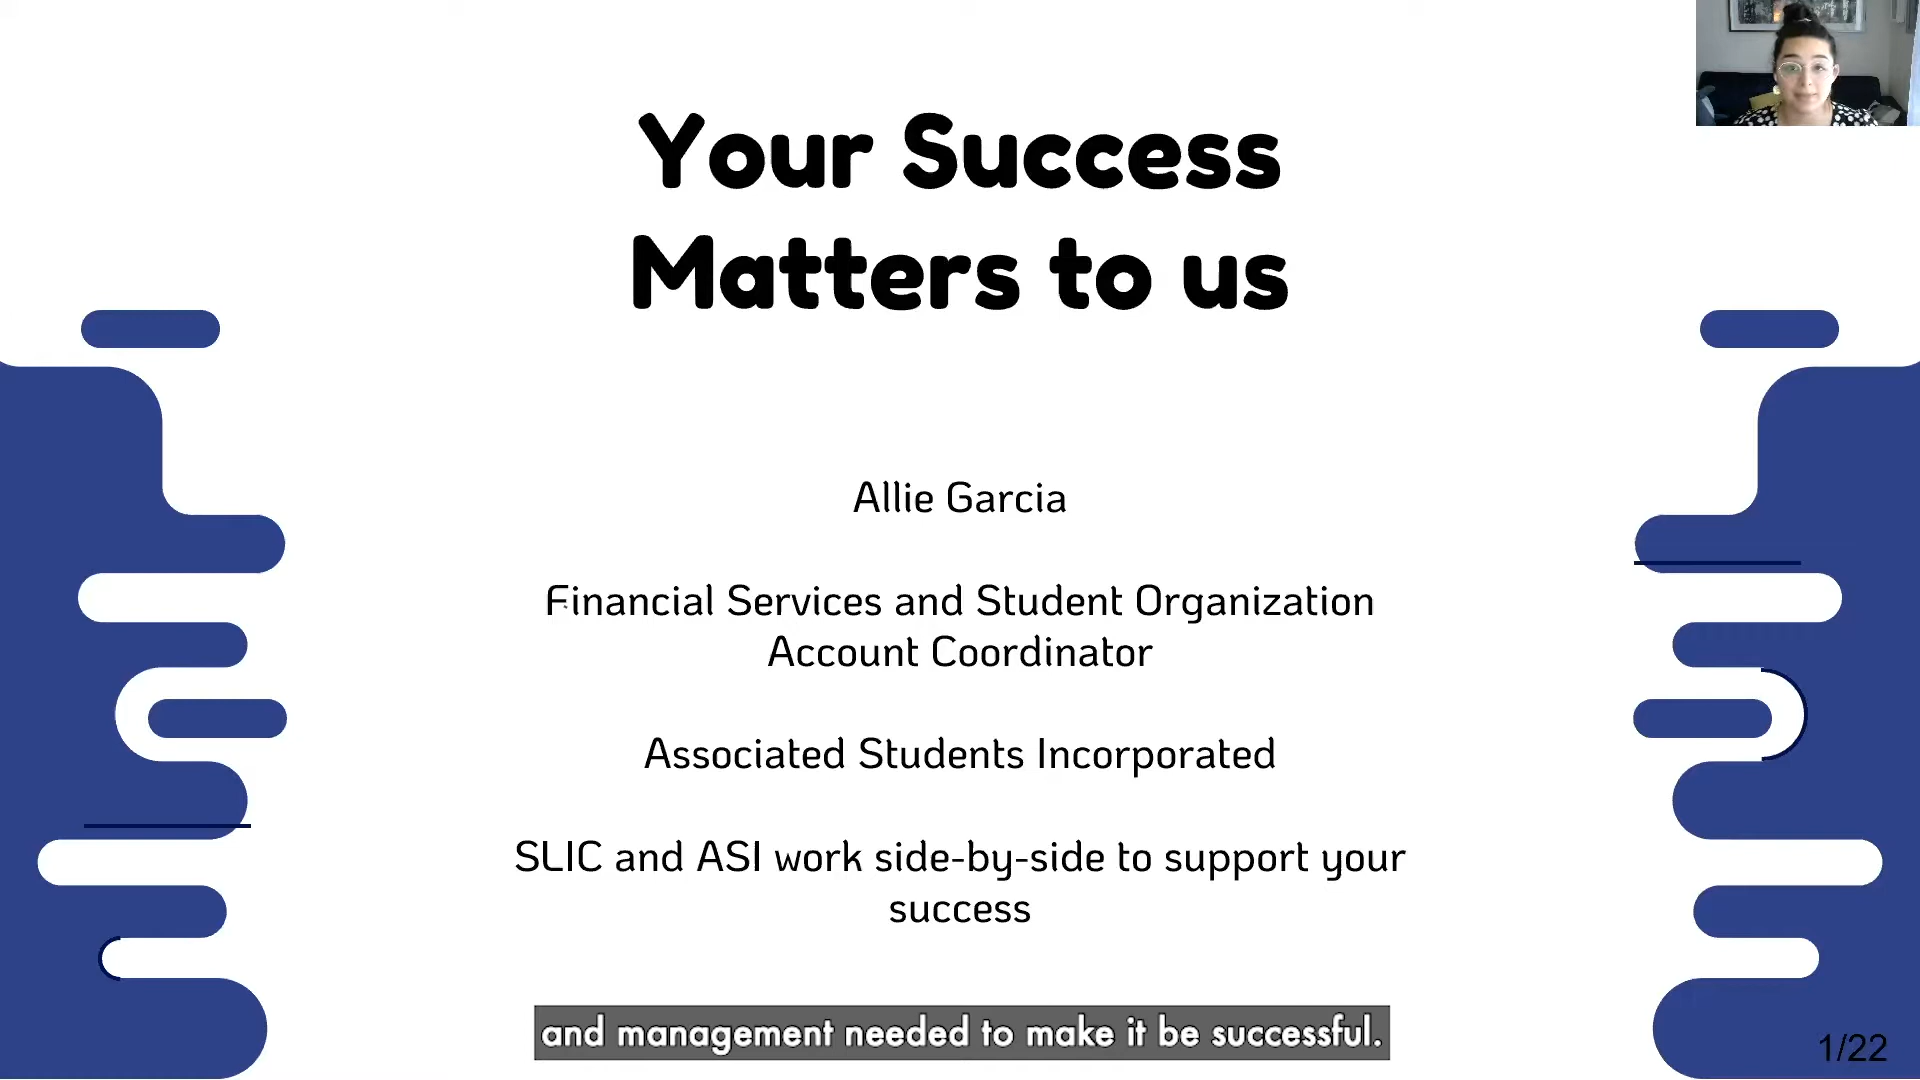 Your Success
Matters to us
Allie Garcia
Financial Services and Student Organization
Account Coordinator
Associated Students Incorporated
SLIC and ASI work side-by-side to support your
success
and management needed to make it be successful.
1/22